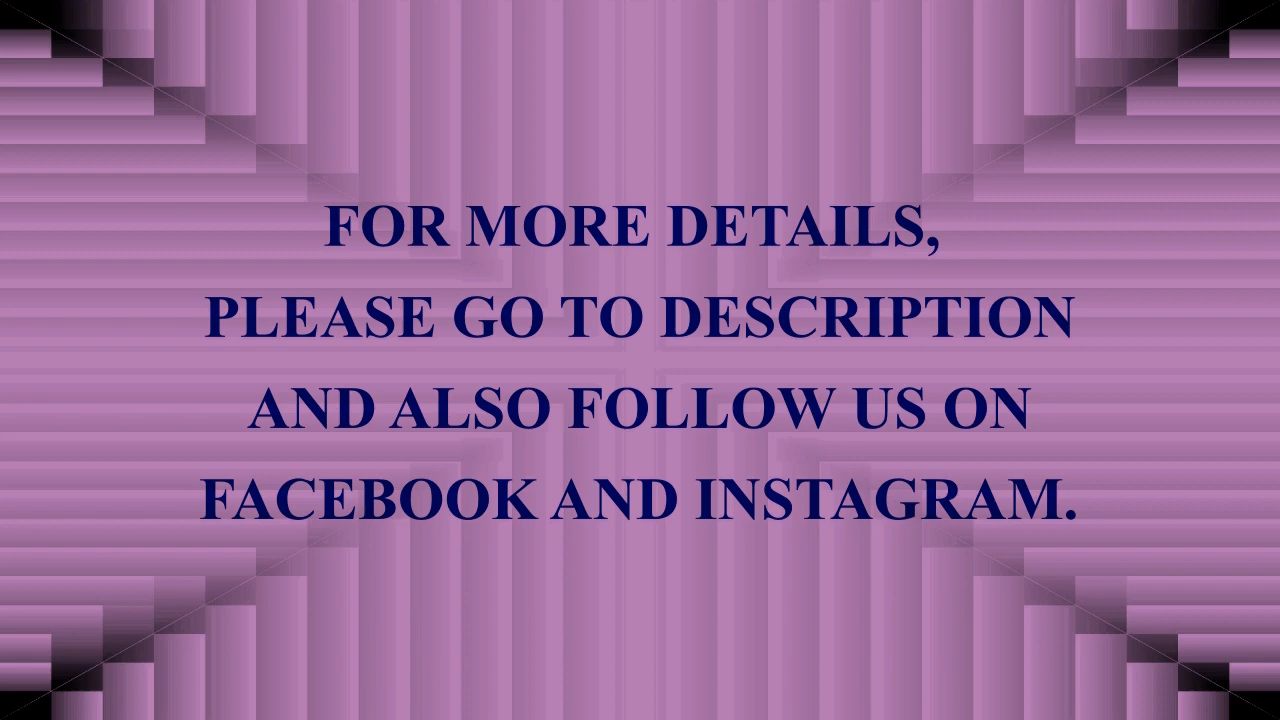 FOR MORE DETAILS,
PLEASE GO TO DESCRIPTION
AND ALSO FOLLOW US ON
FACEBOOK AND INSTAGRAM.